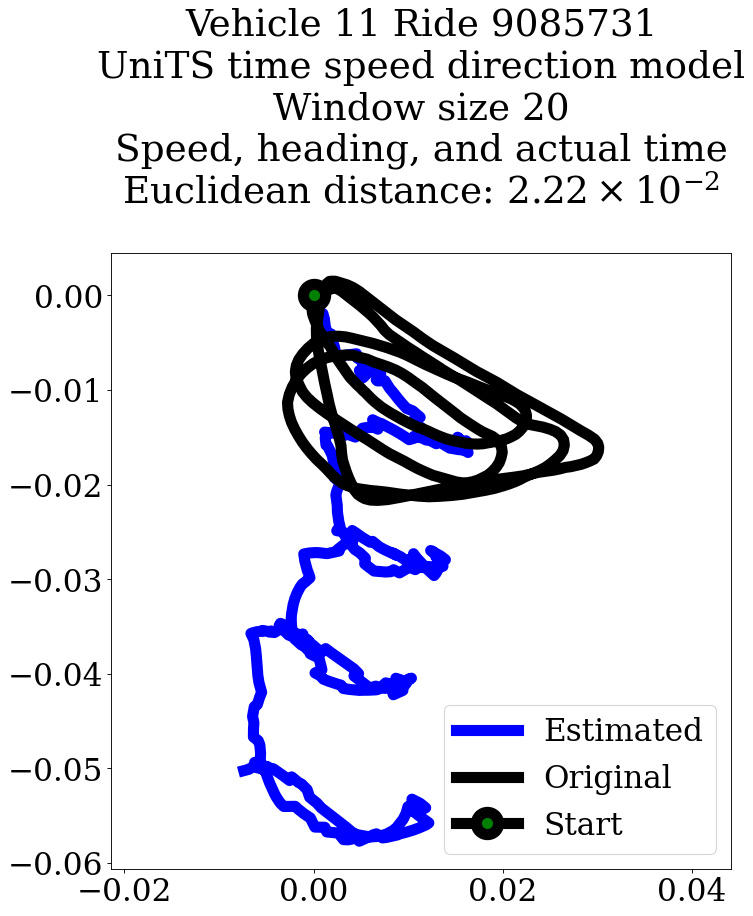 Vehicle 11 Ride 9085731
UniTS time speed direction model
Window size 20
Speed, heading, and actual time
Euclidean distance: 2.22 × 10⁻²
0.00
−0.01
−0.02
−0.03
−0.04
−0.05
−0.06
−0.02
0.00
0.02
0.04
Estimated
Original
Start